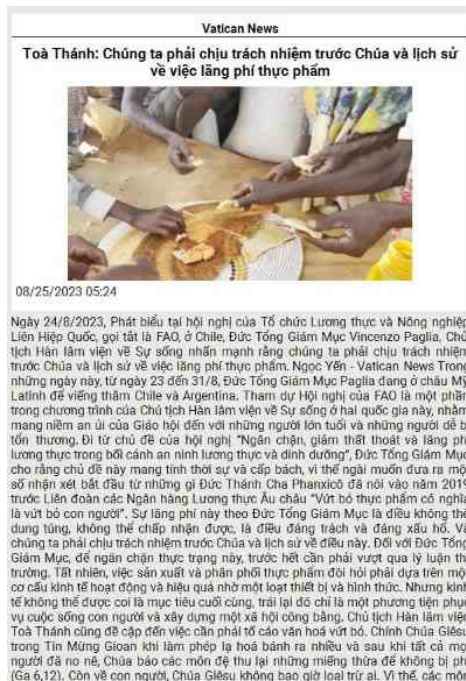 Vatican News
Toà Thánh: Chúng ta phải chịu trách nhiệm trước Chúa và lịch sử
về việc lãng phí thực phẩm
08/25/2023 05:24
Ngày 24/8/2023, Phát biểu tại hội nghị của Tổ chức Lương thực và Nông nghiệp
Liên Hiệp Quốc, gọi tắt là FAO, ở Chile, Đức Tổng Giám Mục Vincenzo Paglia, Chủ
tịch Hàn lâm viện về Sự sống nhấn mạnh rằng chúng ta phải chịu trách nhiệm
trước Chúa và lịch sử về việc lãng phí thực phẩm. Ngọc Yến - Vatican News Trong
những ngày này, từ ngày 23 đến 31/8, Đức Tổng Giám Mục Paglia đang ở châu Mỹ
Latinh để viếng thăm Chile và Argentina. Tham dự Hội nghị của FAO là một phần
trong chương trình của Chủ tịch Hàn lâm viện về Sự sống ở hai quốc gia này, nhằm
mang niềm an ủi của Giáo hội đến với những người lớn tuổi và những người dễ b
tổn thương. Đi từ chủ đề của hội nghị "Ngăn chặn, giảm thất thoát và lãng ph
lương thực trong bối cảnh an ninh lương thực và dinh dưỡng", Đức Tổng Giám Mục
cho rằng chủ đề này mang tính thời sự và cấp bách, vì thế ngài muốn đưa ra mộ
số nhận xét bắt đầu từ những gì Đức Thánh Cha Phanxicô đã nói vào năm 2019
trước Liên đoàn các Ngân hàng Lương thực Âu châu "Vứt bỏ thực phẩm có nghĩa
là vứt bỏ con người". Sự lãng phí này theo Đức Tổng Giám Mục là điều không thể
dung túng, không thể chấp nhận được, là điều đáng trách và đáng xấu hổ. Và
chúng ta phải chịu trách nhiệm trước Chúa và lịch sử về điều này. Đối với Đức Tổng
Giám Mục, để ngăn chặn thực trạng này, trước hết cần phải vượt qua lý luận th
trường. Tất nhiên, việc sản xuất và phân phối thực phẩm đòi hỏi phải dựa trên một
cơ cấu kinh tế hoạt động và hiệu quả nhờ một loạt thiết bị và hình thức. Nhưng kinh
tế không thể được coi là mục tiêu cuối cùng, trái lại đó chỉ là một phương tiện phục
vụ cuộc sống con người và xây dựng một xã hội công bằng. Chủ tịch Hàn lâm viện
Toà Thánh cũng đề cập đến việc cần phải tố cáo văn hoá vứt bỏ. Chính Chúa Giêsu
trong Tin Mừng Gioan khi làm phép lạ hoá bánh ra nhiều và sau khi tất cả mọ
người đã no nê, Chúa bảo các môn đệ thu lại những miếng thừa để không bị ph
(Ga 6,12). Còn về con người, Chúa Giêsu không bao giờ loại trừ ai. Vì thế, các môn